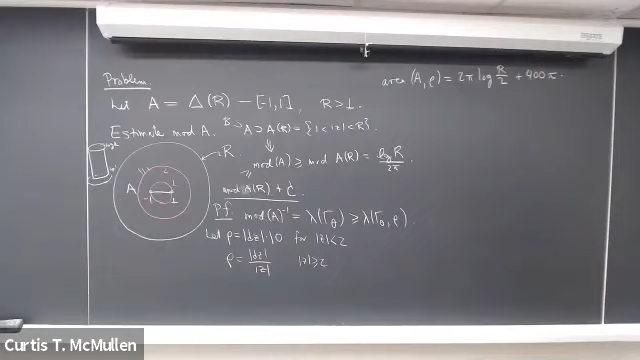 Problem.
Let A = Δ(R) − [-1,1], R>1.
Estimate mod A.
B → A ⊃ A(R) = {1 < |z| < R}.
⇓
mod(A) ≥ mod A(R) = log R / 2π.
mod A(R) + C
R.
A
2
1
-1
Pf. mod(A)⁻¹ = λ(Γ_θ) ≥ λ(Γ_θ, ρ).
Let ρ = |dz|·10 for |z|<2
ρ = |dz| / |z| |z| ≥ 2
area(A, ρ) = 2π log R/2 + 400π.
Curtis T. McMullen